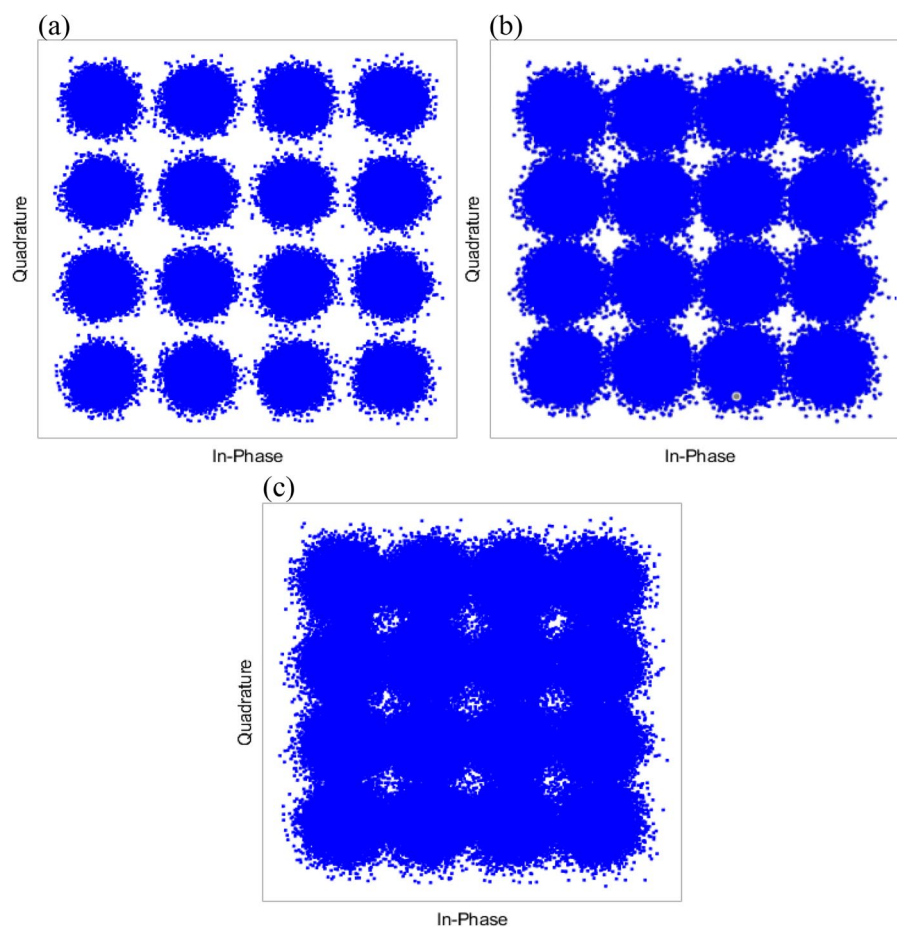 (a)
(b)
Quadrature
Quadrature
In-Phase
In-Phase
(c)
Quadrature
In-Phase